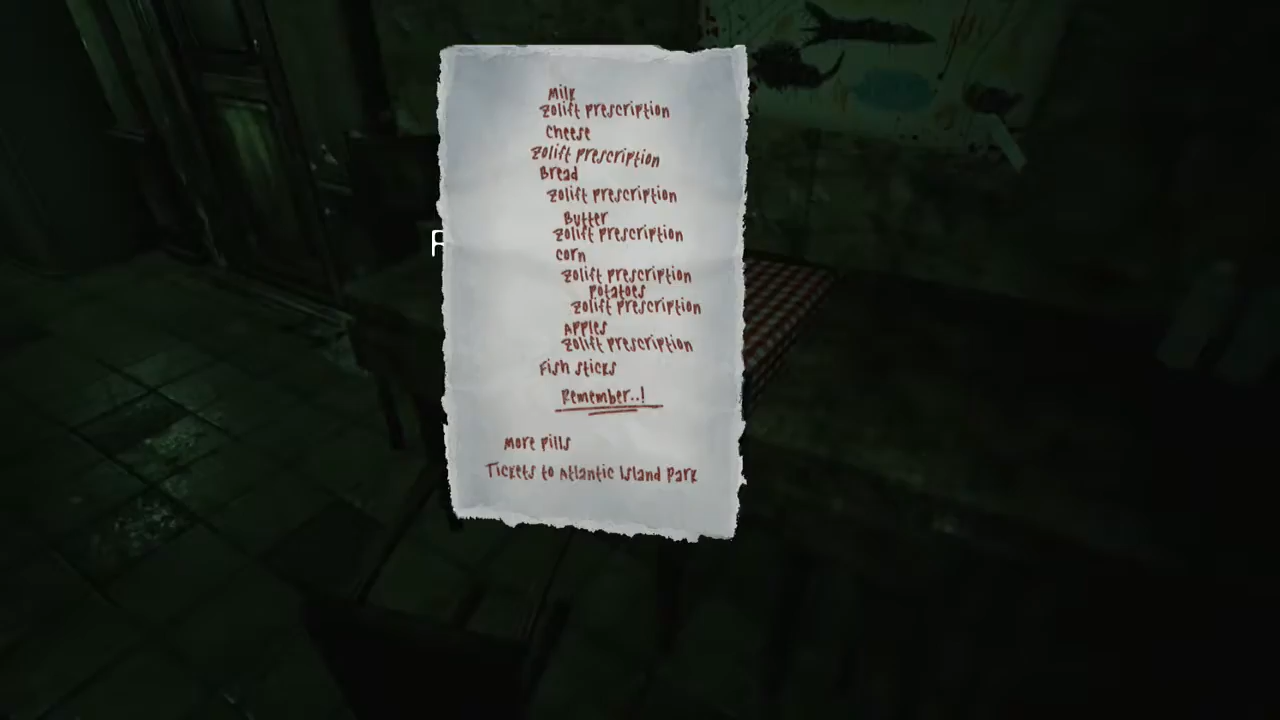 Milk
Zolift prescription
Cheese
Zolift prescription
Bread
Zolift prescription
Butter
Zolift prescription
Corn
Zolift prescription
Potatoes
Zolift prescription
Apples
Zolift prescription
Fish sticks
Remember..!
More pills
Tickets to Atlantic Island Park